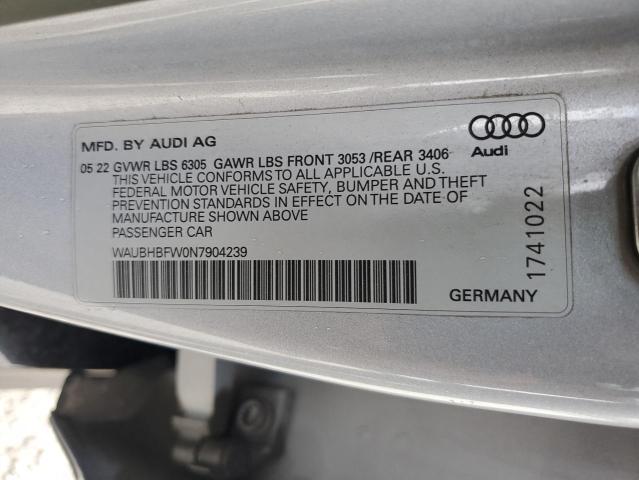 MFD. BY AUDI AG
Audi
05 22 GVWR LBS 6305 GAWR LBS FRONT 3053 /REAR 3406
THIS VEHICLE CONFORMS TO ALL APPLICABLE U.S.
FEDERAL MOTOR VEHICLE SAFETY, BUMPER AND THEFT
PREVENTION STANDARDS IN EFFECT ON THE DATE OF
MANUFACTURE SHOWN ABOVE
PASSENGER CAR
WAUBHBFW0N7904239
GERMANY
1741022